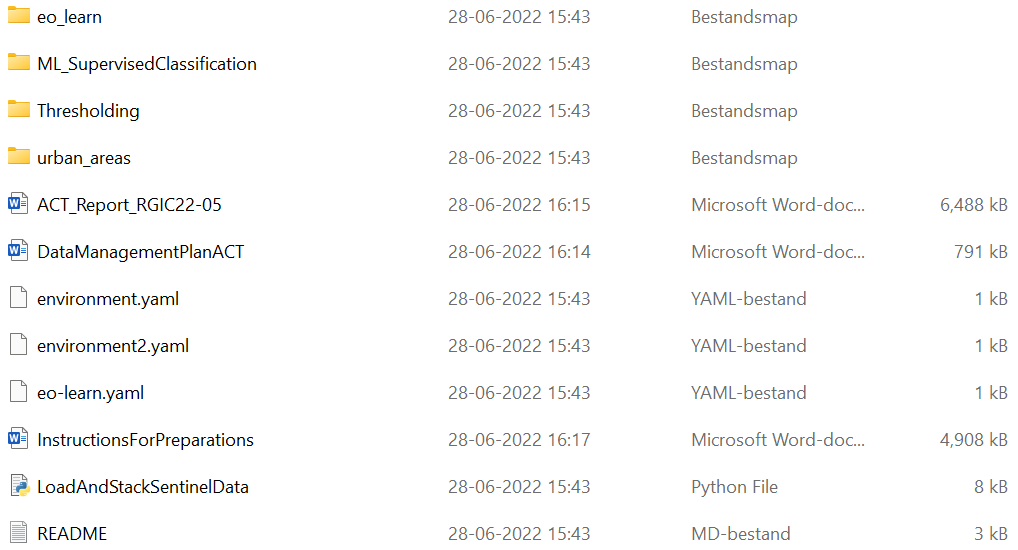 eo_learn 28-06-2022 15:43 Bestandsmap
ML_SupervisedClassification 28-06-2022 15:43 Bestandsmap
Thresholding 28-06-2022 15:43 Bestandsmap
urban_areas 28-06-2022 15:43 Bestandsmap
ACT_Report_RGIC22-05 28-06-2022 16:15 Microsoft Word-doc... 6,488 kB
DataManagementPlanACT 28-06-2022 16:14 Microsoft Word-doc... 791 kB
environment.yaml 28-06-2022 15:43 YAML-bestand 1 kB
environment2.yaml 28-06-2022 15:43 YAML-bestand 1 kB
eo-learn.yaml 28-06-2022 15:43 YAML-bestand 1 kB
InstructionsForPreparations 28-06-2022 16:17 Microsoft Word-doc... 4,908 kB
LoadAndStackSentinelData 28-06-2022 15:43 Python File 8 kB
README 28-06-2022 15:43 MD-bestand 3 kB